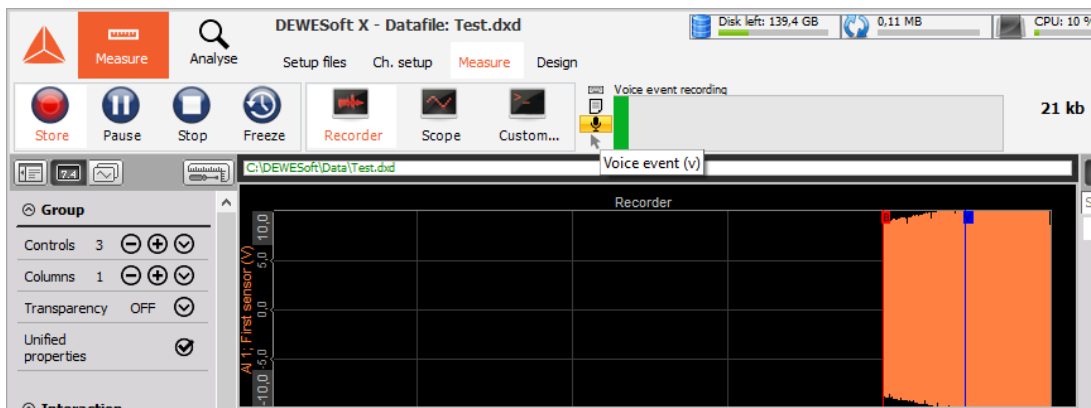 DEWESoft X - Datafile: Test.dxd
Disk left: 139,4 GB
0,11 MB
CPU: 10 %
Measure
Analyse
Setup files
Ch. setup
Measure
Design
Store
Pause
Stop
Freeze
Recorder
Scope
Custom...
Voice event recording
21 kb
Voice event (v)
7.4
C:\DEWESoft\Data\Test.dxd
Group
Controls 3
Columns 1
Transparency OFF
Unified
properties
Interaction
Recorder
AI 1; First sensor (V)
10,0
5,0
0,0
-5,0
-10,0